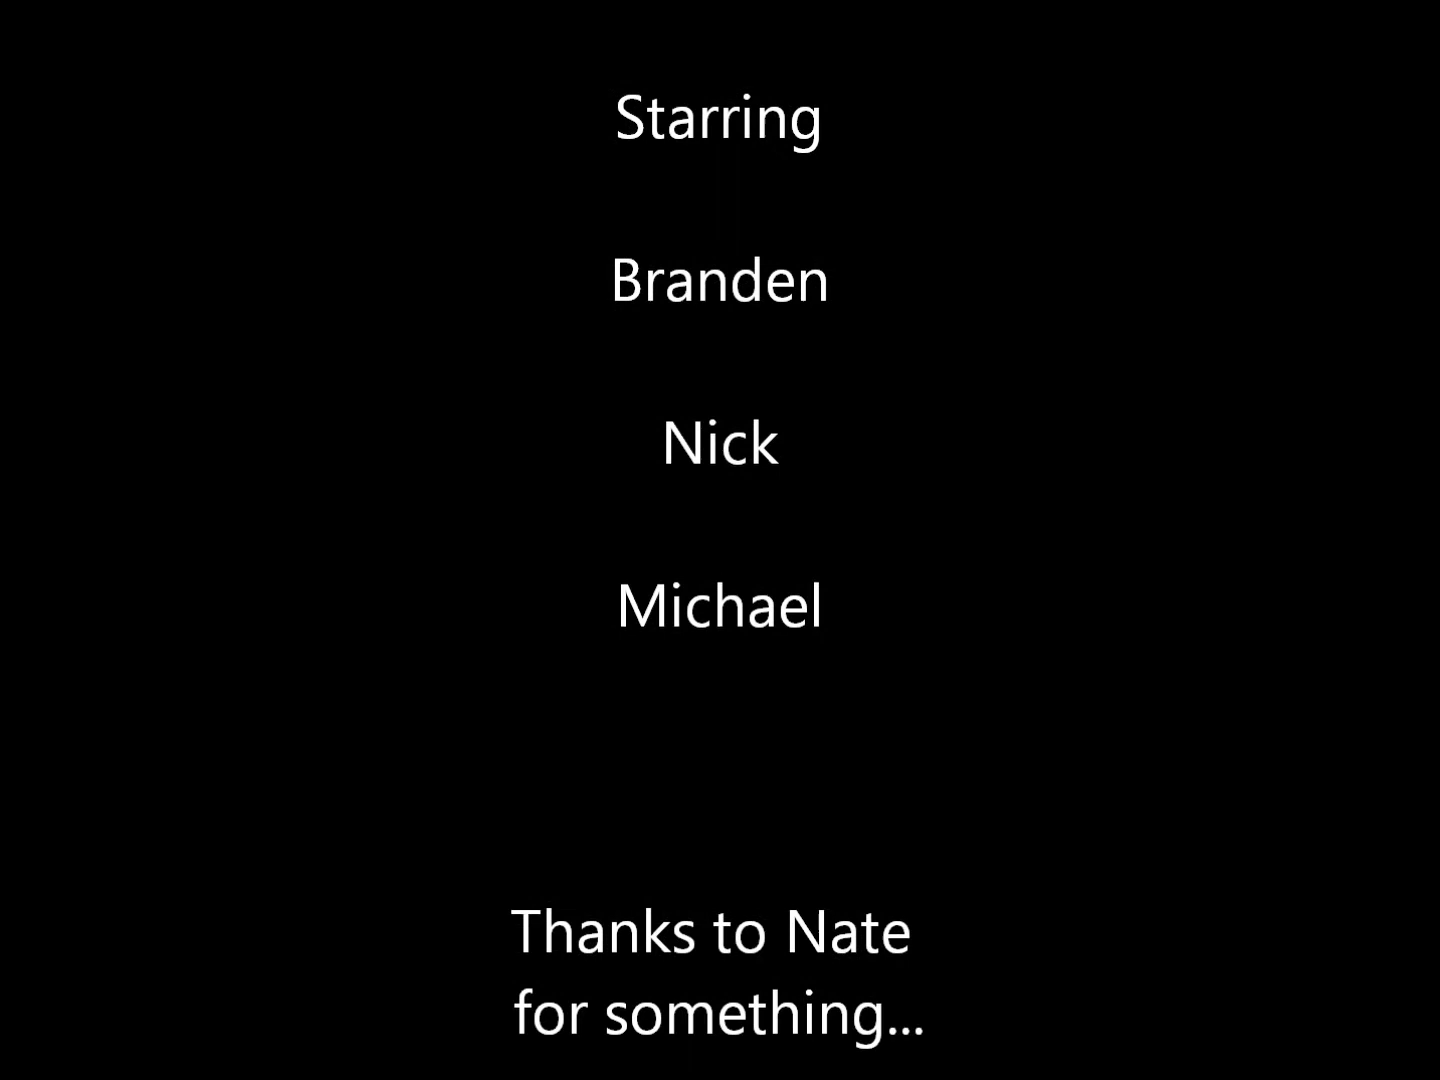 Starring
Branden
Nick
Michael
Thanks to Nate
for something...